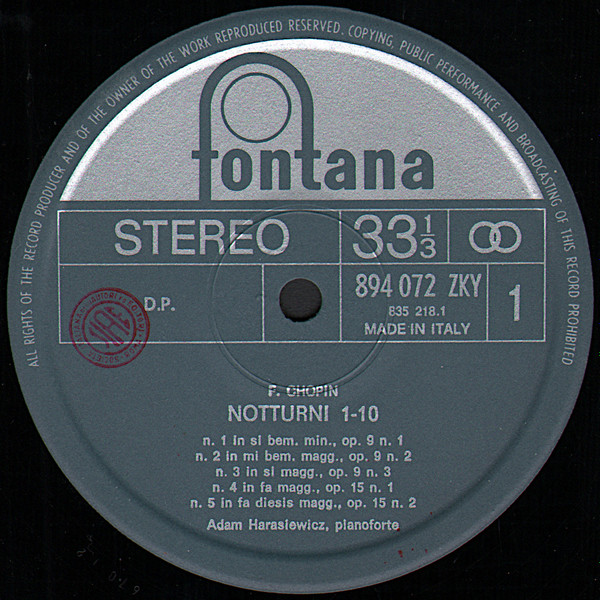 ALL RIGHTS OF THE RECORD PRODUCER AND OF THE OWNER OF THE WORK REPRODUCED RESERVED. COPYING, PUBLIC PERFORMANCE AND BROADCASTING OF THIS RECORD PROHIBITED
fontana
STEREO 33 1/3
D.P. 894 072 ZKY 1
835 218.1
MADE IN ITALY
F. CHOPIN
NOTTURNI 1-10
n. 1 in si bem. min., op. 9 n. 1
n. 2 in mi bem. magg., op. 9 n. 2
n. 3 in si magg., op. 9 n. 3
n. 4 in fa magg., op. 15 n. 1
n. 5 in fa diesis magg., op. 15 n. 2
Adam Harasiewicz, pianoforte